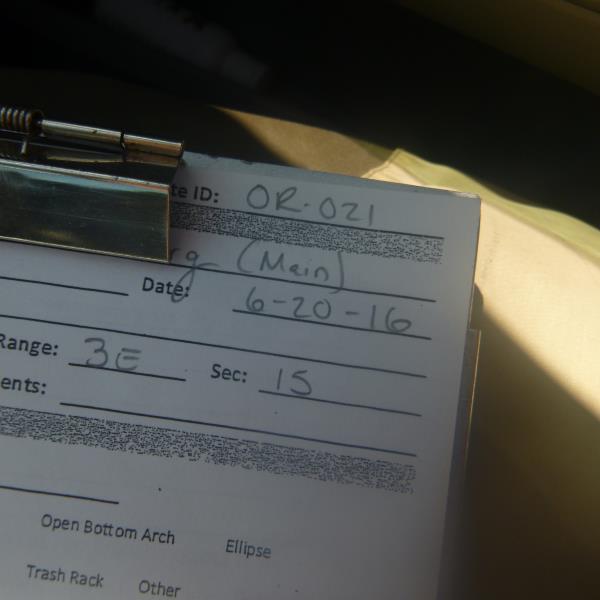 te ID: OR-021
rg (Main)
Date: 6-20-16
Range: 3E Sec: 15
ents:
Open Bottom Arch Ellipse
Trash Rack Other